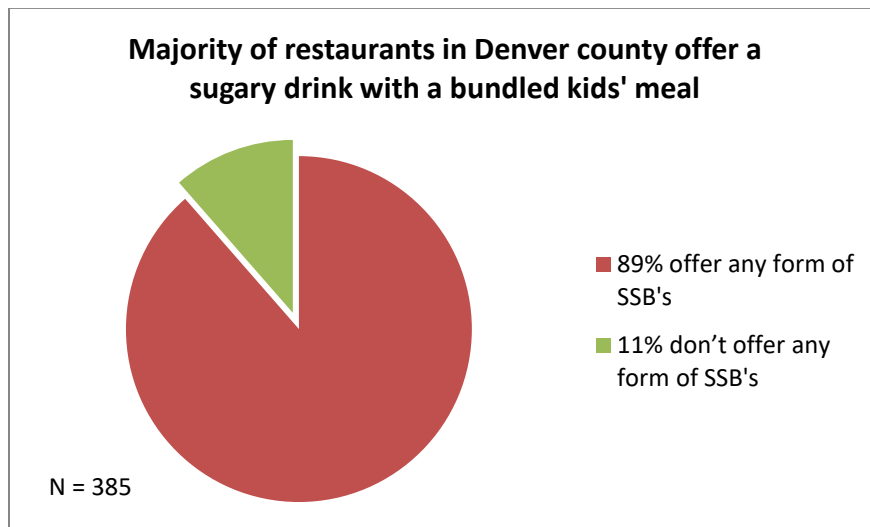 Majority of restaurants in Denver county offer a
sugary drink with a bundled kids' meal
89% offer any form of
SSB's
11% don’t offer any
form of SSB's
N = 385